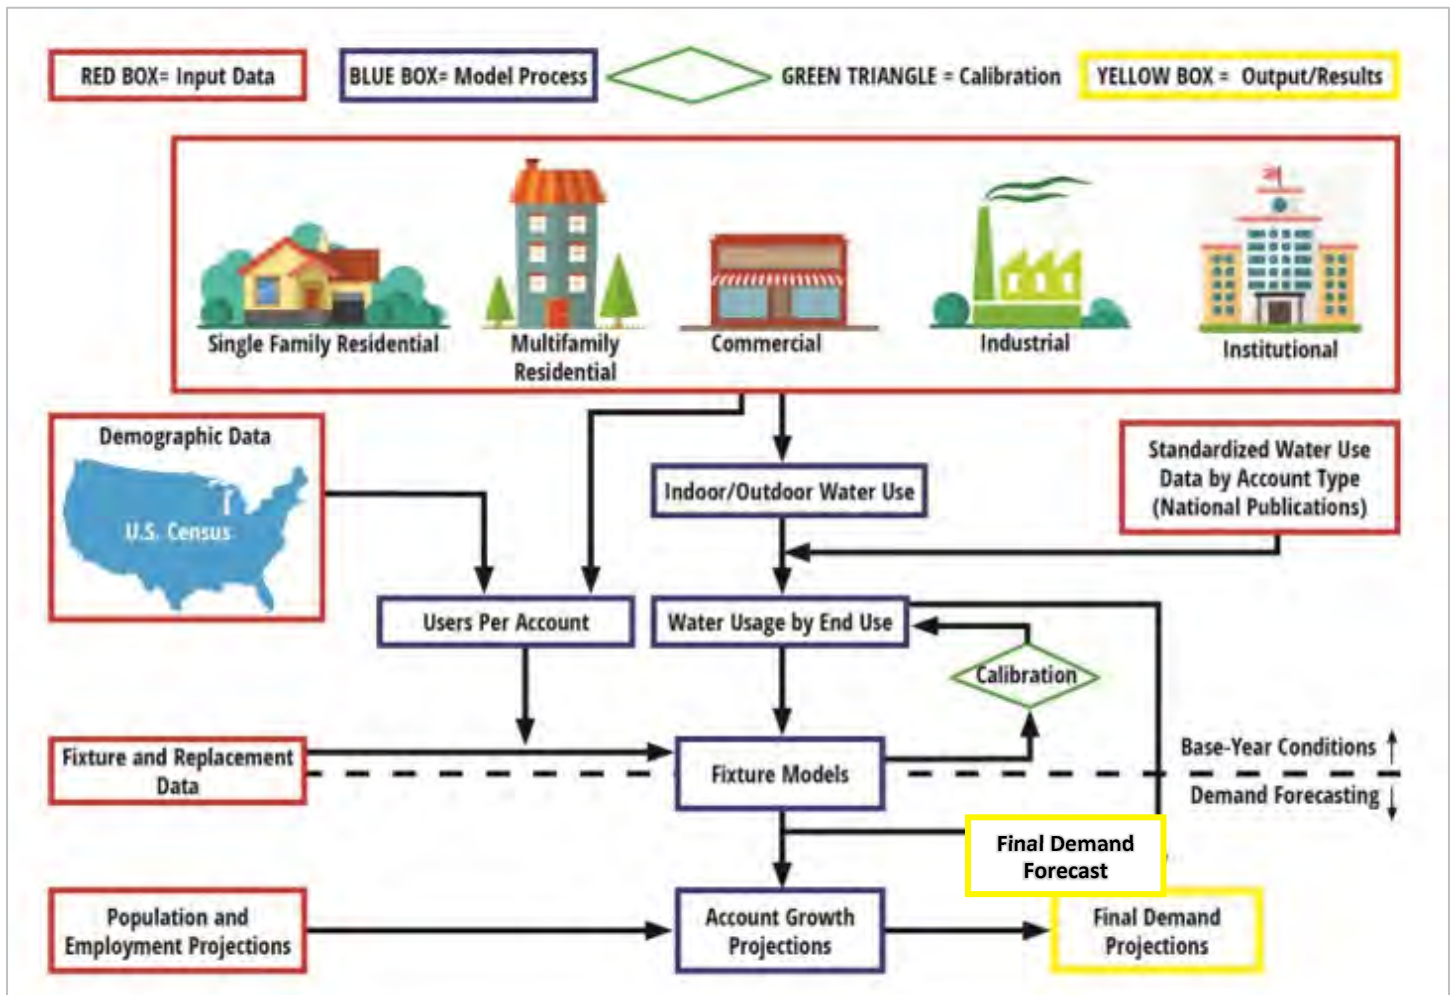 RED BOX= Input Data
BLUE BOX= Model Process
GREEN TRIANGLE = Calibration
YELLOW BOX = Output/Results
Single Family Residential
Multifamily
Residential
Commercial
Industrial
Institutional
Demographic Data
U.S. Census
Indoor/Outdoor Water Use
Standardized Water Use
Data by Account Type
(National Publications)
Users Per Account
Water Usage by End Use
Calibration
Fixture and Replacement
Data
Fixture Models
Base-Year Conditions
Demand Forecasting
Final Demand
Forecast
Population and
Employment Projections
Account Growth
Projections
Final Demand
Projections